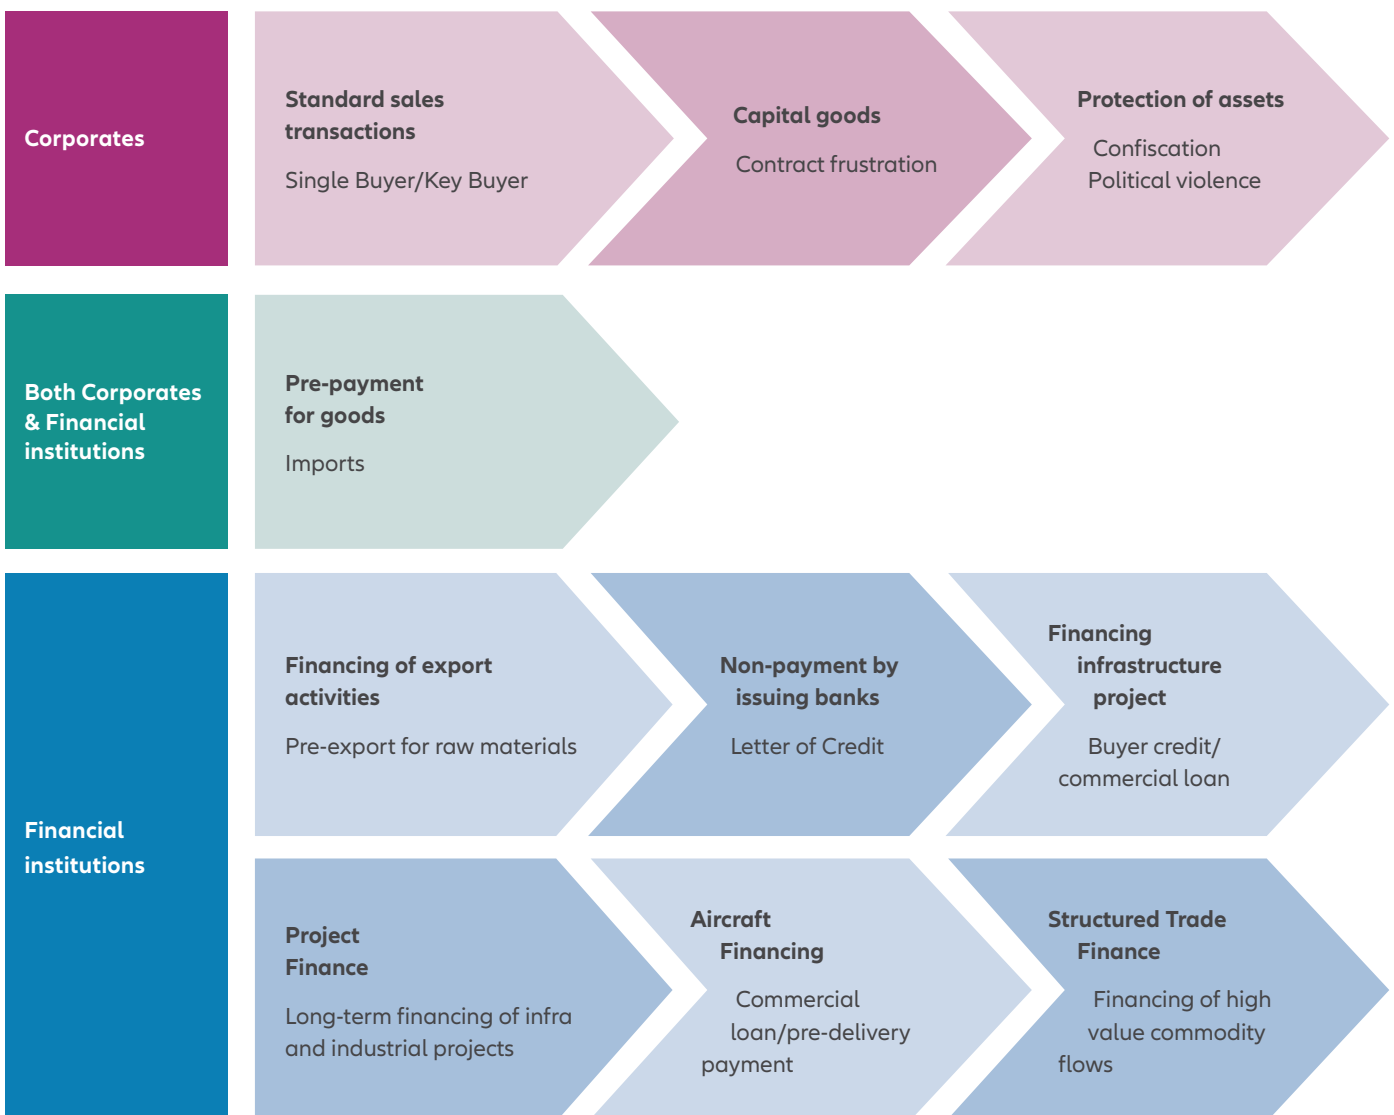 Corporates
Standard sales
transactions
Single Buyer/Key Buyer
Capital goods
Contract frustration
Protection of assets
Confiscation
Political violence
Both Corporates
& Financial
institutions
Pre-payment
for goods
Imports
Financial
institutions
Financing of export
activities
Pre-export for raw materials
Non-payment by
issuing banks
Letter of Credit
Financing
infrastructure
project
Buyer credit/
commercial loan
Project
Finance
Long-term financing of infra
and industrial projects
Aircraft
Financing
Commercial
loan/pre-delivery
payment
Structured Trade
Finance
Financing of high
value commodity
flows